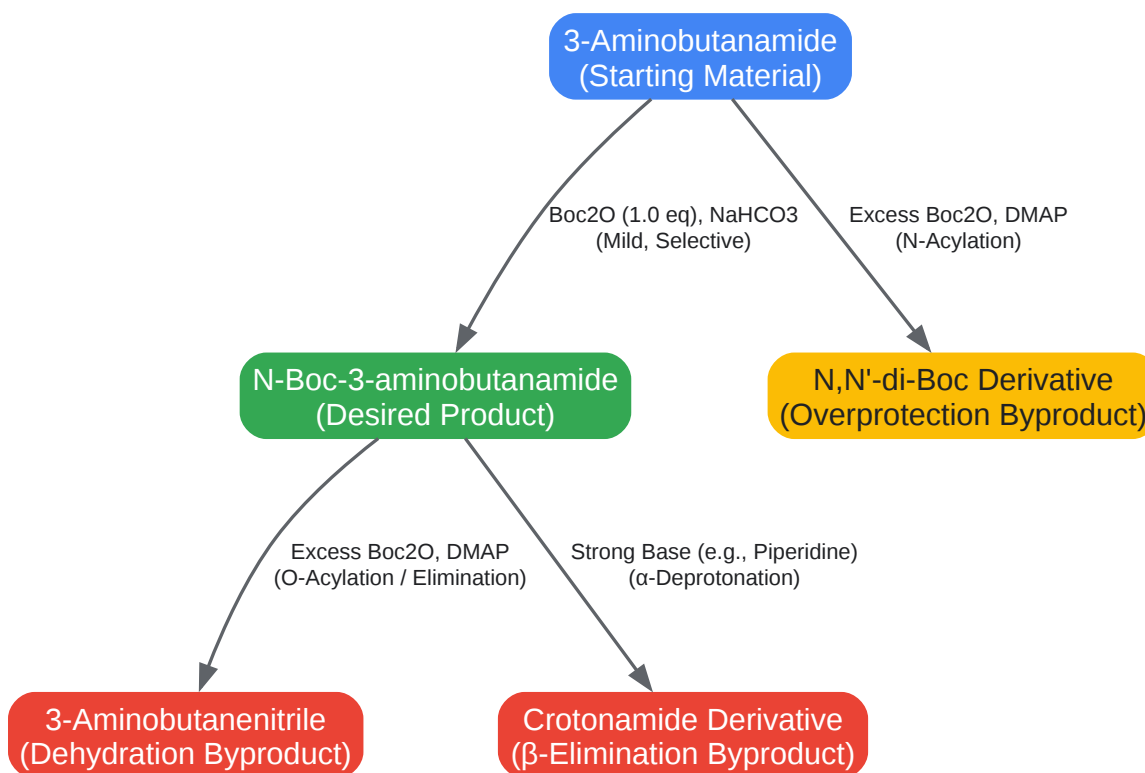 3-Aminobutanamide
(Starting Material)
Boc2O (1.0 eq), NaHCO3
(Mild, Selective)
Excess Boc2O, DMAP
(N-Acylation)
N-Boc-3-aminobutanamide
(Desired Product)
N,N'-di-Boc Derivative
(Overprotection Byproduct)
Excess Boc2O, DMAP
(O-Acylation / Elimination)
Strong Base (e.g., Piperidine)
(α-Deprotonation)
3-Aminobutanenitrile
(Dehydration Byproduct)
Crotonamide Derivative
(β-Elimination Byproduct)